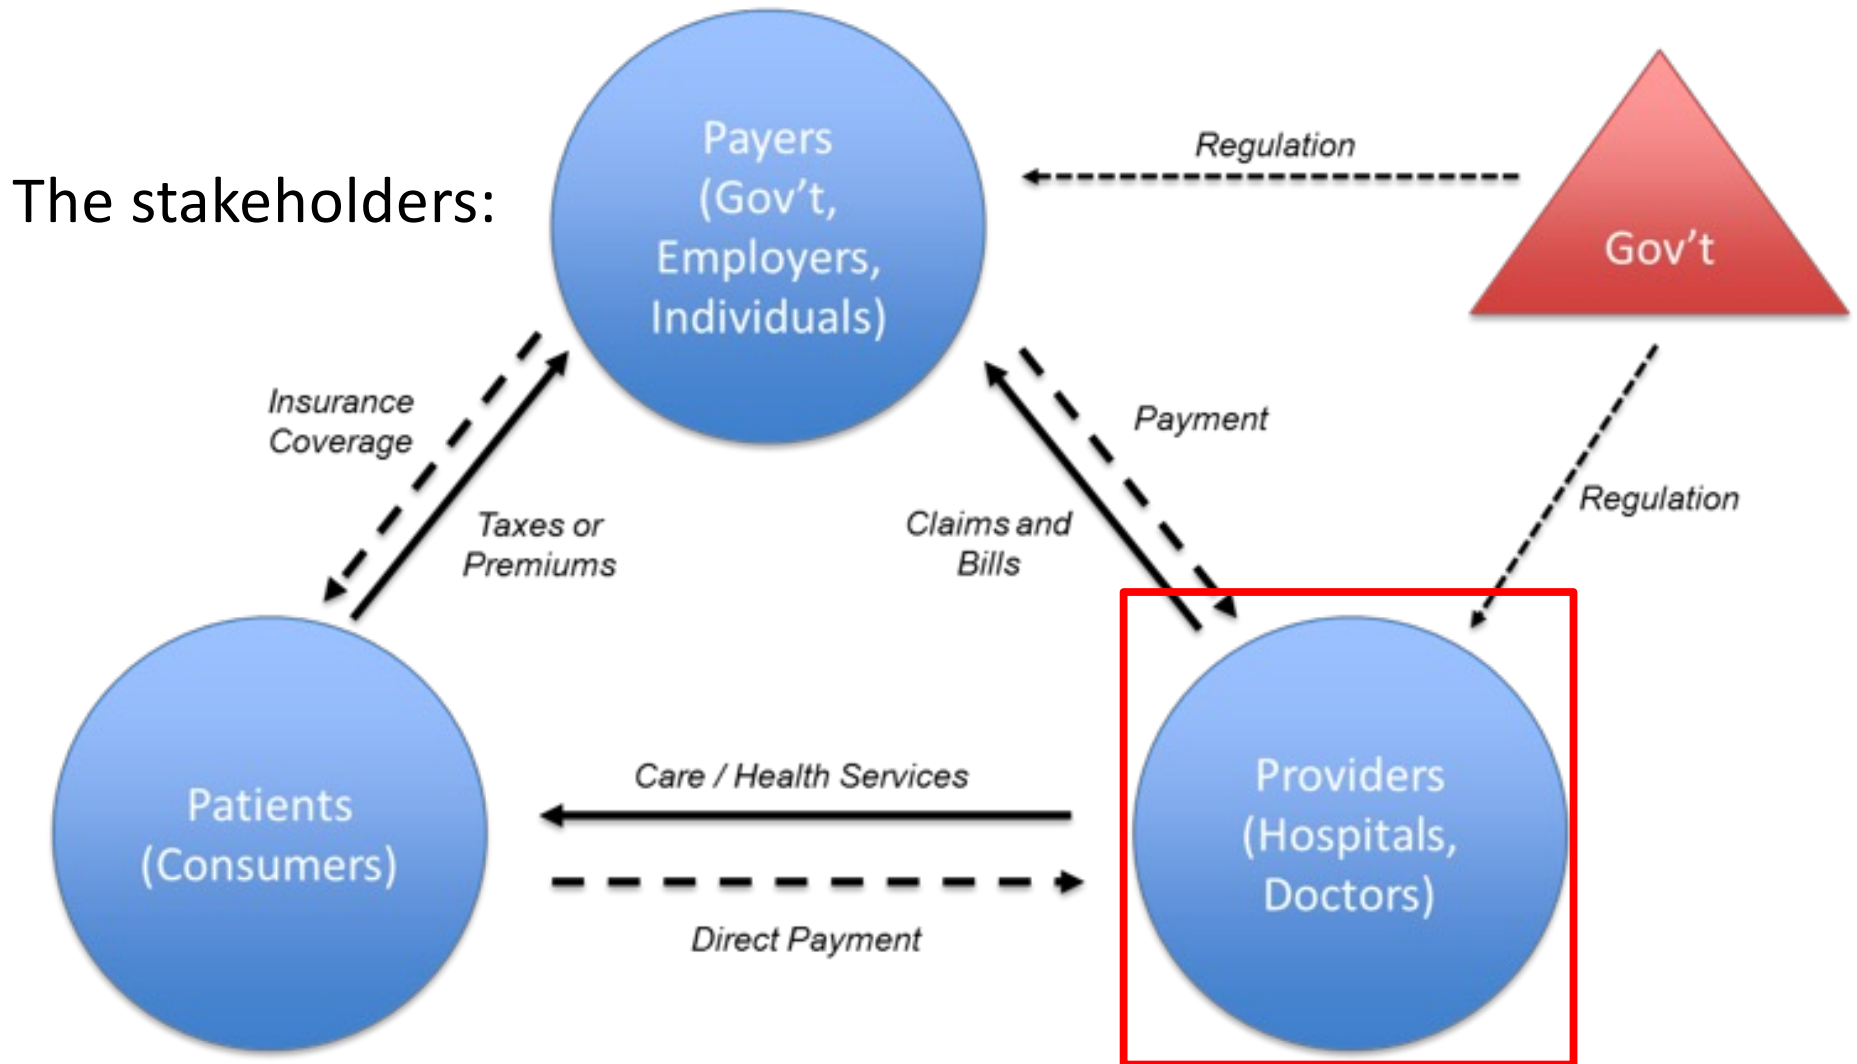 The stakeholders:
Payers
(Gov’t,
Employers,
Individuals)
Regulation
Gov’t
Insurance
Coverage
Taxes or
Premiums
Payment
Claims and
Bills
Regulation
Patients
(Consumers)
Care / Health Services
Direct Payment
Providers
(Hospitals,
Doctors)